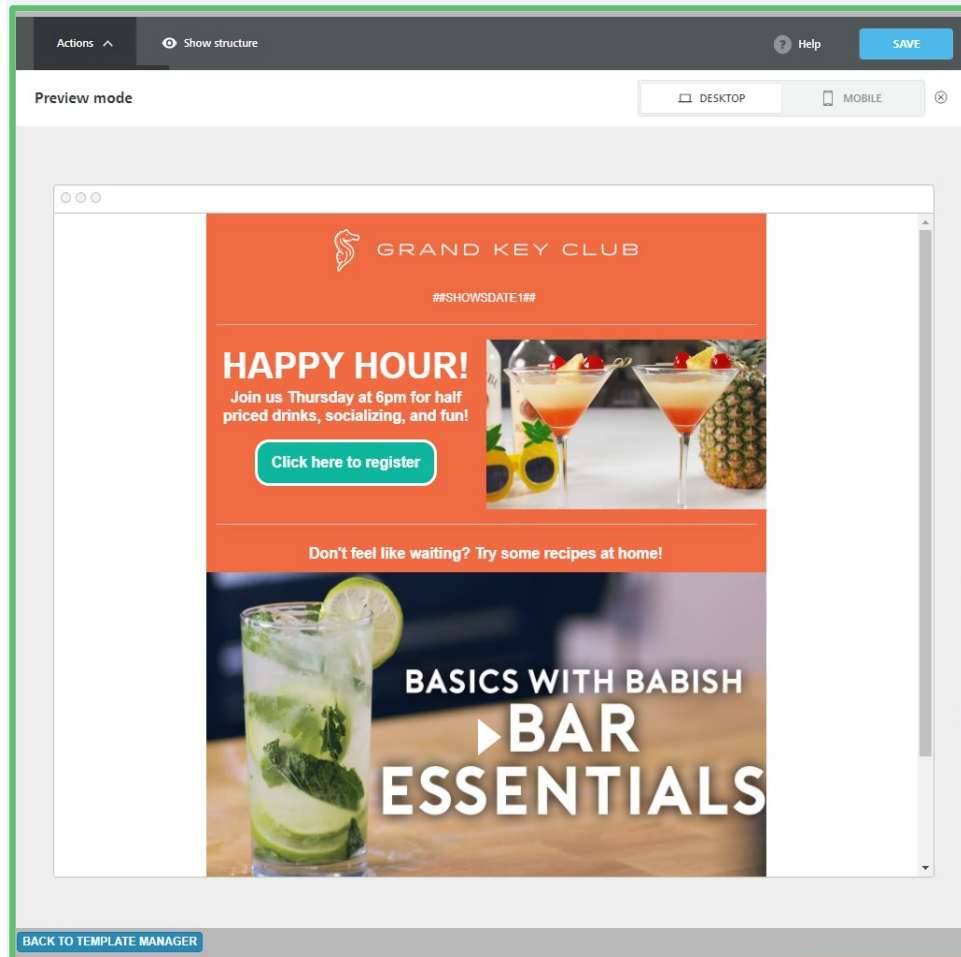 Actions
Show structure
? Help
SAVE
Preview mode
DESKTOP
MOBILE
GRAND KEY CLUB
##SHOWSDATE1##
HAPPY HOUR!
Join us Thursday at 6pm for half
priced drinks, socializing, and fun!
Click here to register
Don't feel like waiting? Try some recipes at home!
BASICS WITH BABISH
BAR
ESSENTIALS
BACK TO TEMPLATE MANAGER